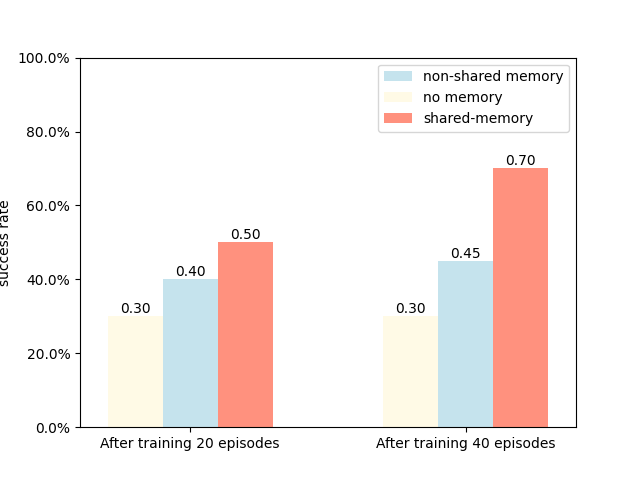 100.0%
80.0%
60.0%
40.0%
20.0%
0.0%
success rate
non-shared memory
no memory
shared-memory
0.30
0.40
0.50
0.30
0.45
0.70
After training 20 episodes
After training 40 episodes